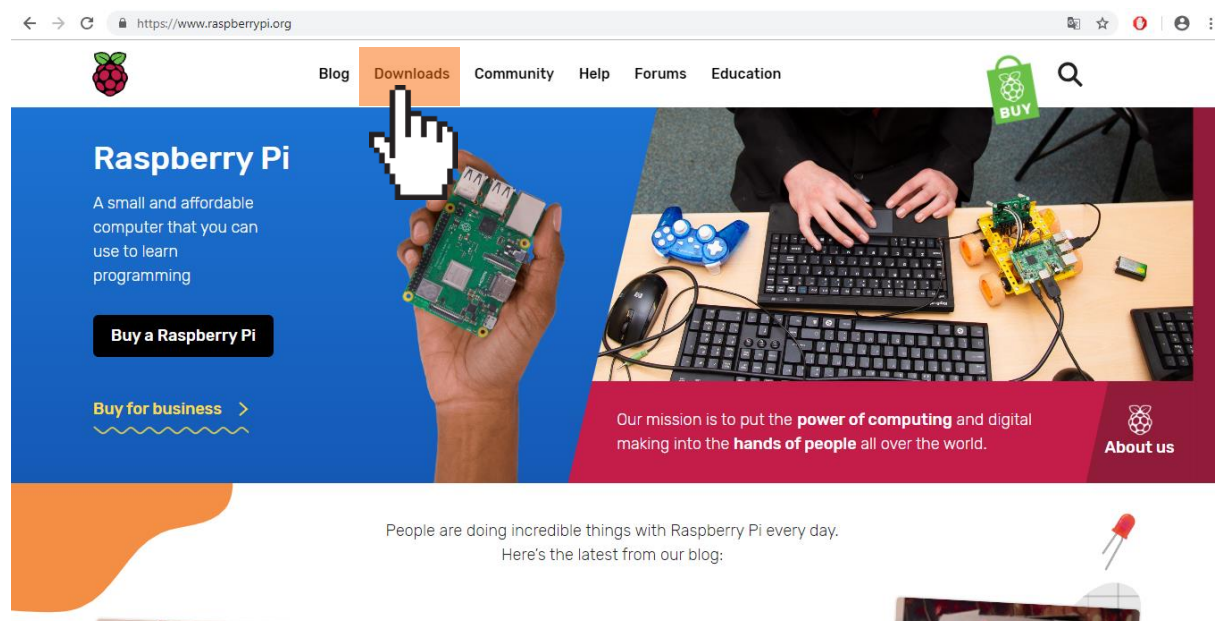 https://www.raspberrypi.org
Blog Downloads Community Help Forums Education
BUY
Raspberry Pi
A small and affordable
computer that you can
use to learn
programming
Buy a Raspberry Pi
Buy for business >
Our mission is to put the power of computing and digital
making into the hands of people all over the world.
About us
People are doing incredible things with Raspberry Pi every day.
Here's the latest from our blog: